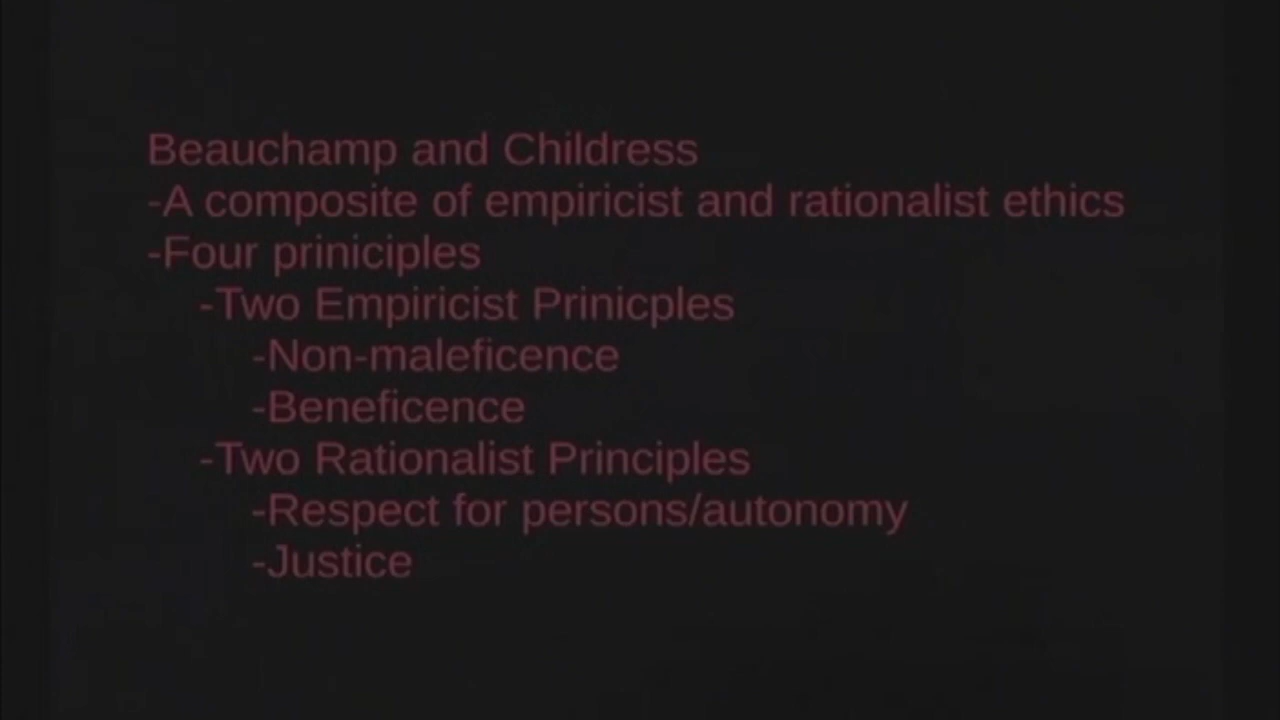 Beauchamp and Childress
-A composite of empiricist and rationalist ethics
-Four priniciples
-Two Empiricist Prinicples
-Non-maleficence
-Beneficence
-Two Rationalist Principles
-Respect for persons/autonomy
-Justice